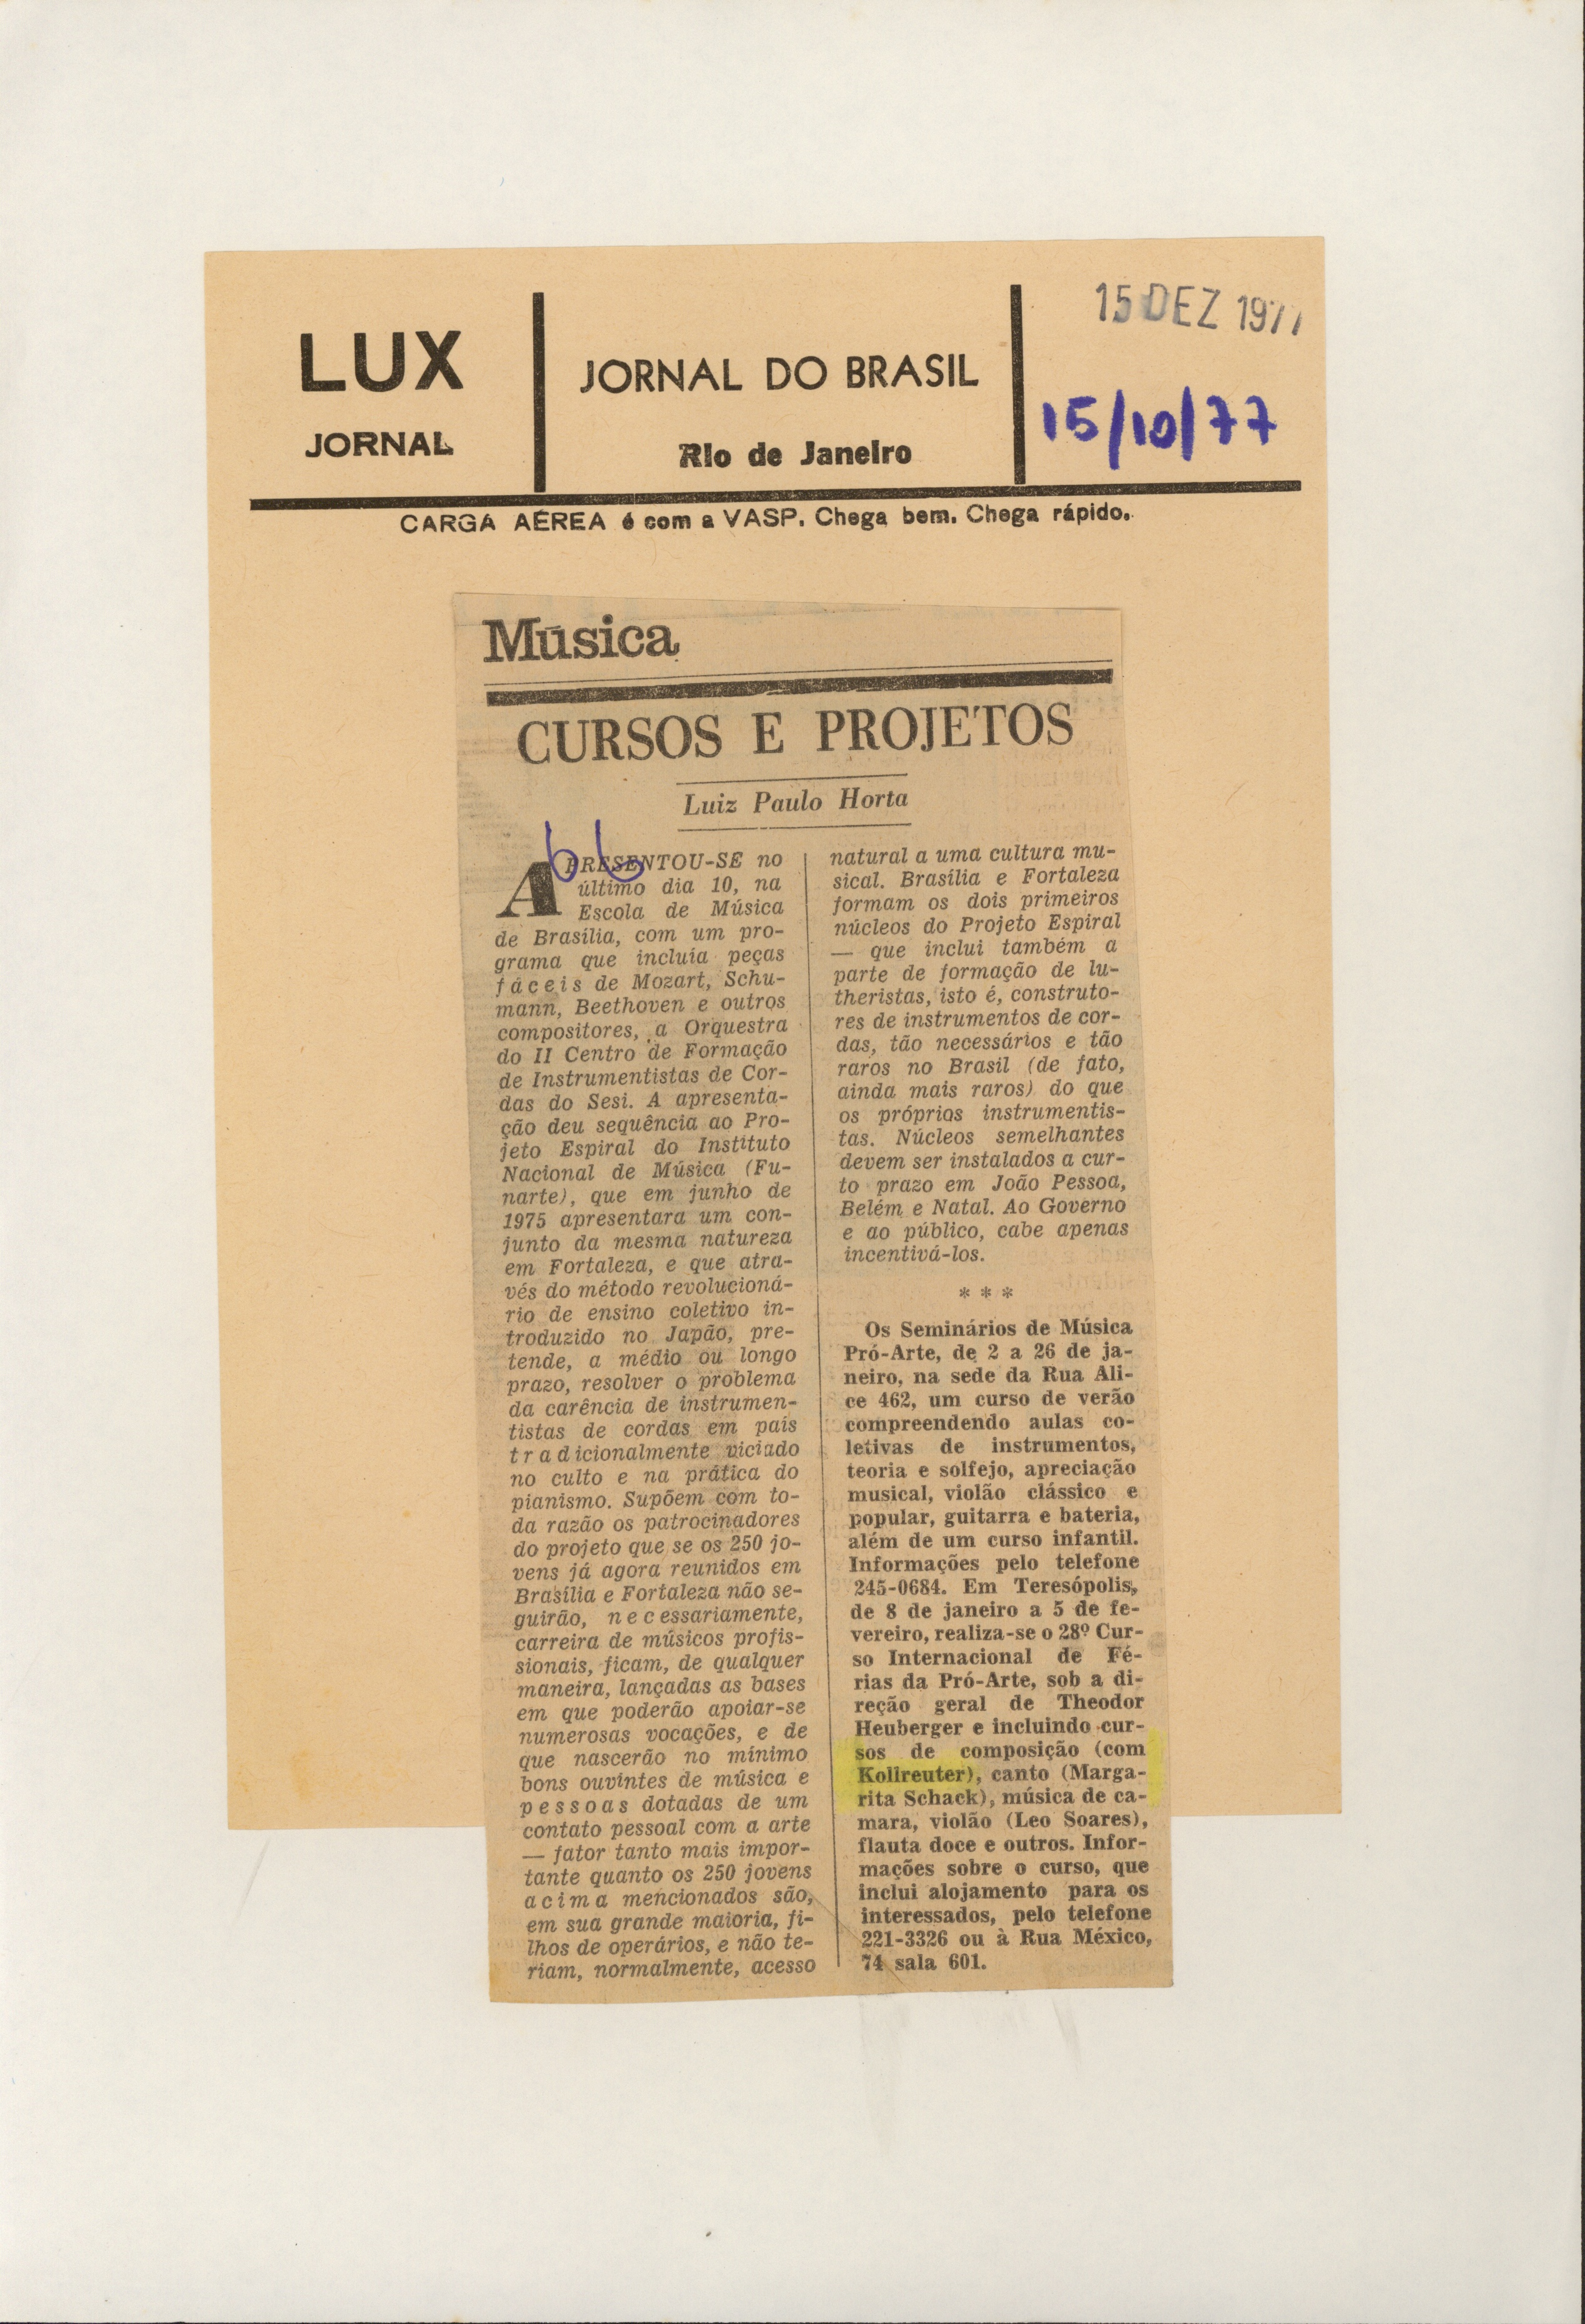 LUX
JORNAL
JORNAL DO BRASIL
Rio de Janeiro
15 DEZ 1977
15/10/77
CARGA AÉREA é com a VASP. Chega bem. Chega rápido.
Música
CURSOS E PROJETOS
Luiz Paulo Horta
APRESENTOU-SE no
último dia 10, na
Escola de Música
de Brasília, com um pro-
grama que incluía peças
fáceis de Mozart, Schu-
mann, Beethoven e outros
compositores, a Orquestra
do II Centro de Formação
de Instrumentistas de Cor-
das do Sesi. A apresenta-
ção deu sequência ao Pro-
jeto Espiral do Instituto
Nacional de Música (Fu-
narte), que em junho de
1975 apresentara um con-
junto da mesma natureza
em Fortaleza, e que atra-
vés do método revolucioná-
rio de ensino coletivo in-
troduzido no Japão, pre-
tende, a médio ou longo
prazo, resolver o problema
da carência de instrumen-
tistas de cordas em país
tradicionalmente viciado
no culto e na prática do
pianismo. Supõem com to-
da razão os patrocinadores
do projeto que se os 250 jo-
vens já agora reunidos em
Brasília e Fortaleza não se-
guirão, necessariamente,
carreira de músicos profis-
sionais, ficam, de qualquer
maneira, lançadas as bases
em que poderão apoiar-se
numerosas vocações, e de
que nascerão no mínimo
bons ouvintes de música e
pessoas dotadas de um
contato pessoal com a arte
— fator tanto mais impor-
tante quanto os 250 jovens
acima mencionados são,
em sua grande maioria, fi-
lhos de operários, e não te-
riam, normalmente, acesso
natural a uma cultura mu-
sical. Brasília e Fortaleza
formam os dois primeiros
núcleos do Projeto Espiral
— que inclui também a
parte de formação de lu-
theristas, isto é, construto-
res de instrumentos de cor-
das, tão necessários e tão
raros no Brasil (de fato,
ainda mais raros) do que
os próprios instrumentis-
tas. Núcleos semelhantes
devem ser instalados a cur-
to prazo em João Pessoa,
Belém e Natal. Ao Governo
e ao público, cabe apenas
incentivá-los.
* * *
Os Seminários de Música
Pró-Arte, de 2 a 26 de ja-
neiro, na sede da Rua Ali-
ce 462, um curso de verão
compreendendo aulas co-
letivas de instrumentos,
teoria e solfejo, apreciação
musical, violão clássico e
popular, guitarra e bateria,
além de um curso infantil.
Informações pelo telefone
245-0684. Em Teresópolis,
de 8 de janeiro a 5 de fe-
vereiro, realiza-se o 28º Cur-
so Internacional de Fé-
rias da Pró-Arte, sob a di-
reção geral de Theodor
Heuberger e incluindo cur-
sos de composição (com
Kollreuter), canto (Marga-
rita Schack), música de ca-
mara, violão (Leo Soares),
flauta doce e outros. Infor-
mações sobre o curso, que
inclui alojamento para os
interessados, pelo telefone
221-3326 ou à Rua México,
74 sala 601.